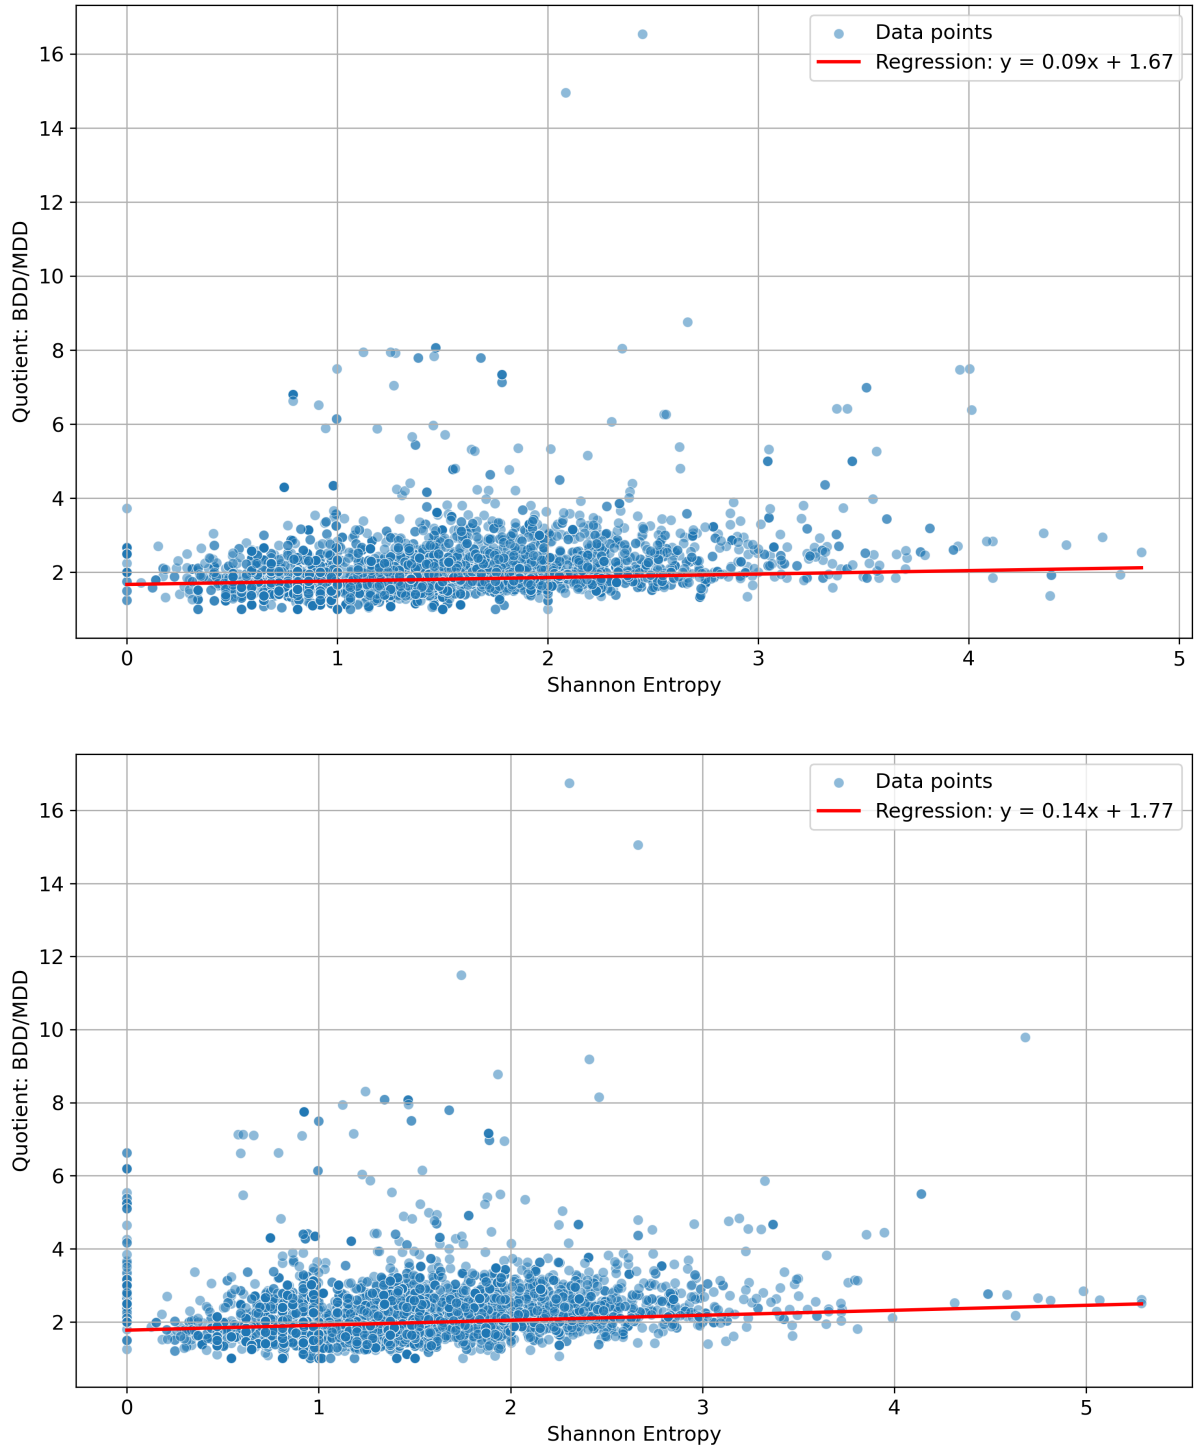 Data points
Regression: y = 0.09x + 1.67
16
14
12
10
8
6
4
2
Quotient: BDD/MDD
0 1 2 3 4 5
Shannon Entropy
Data points
Regression: y = 0.14x + 1.77
16
14
12
10
8
6
4
2
Quotient: BDD/MDD
0 1 2 3 4 5
Shannon Entropy